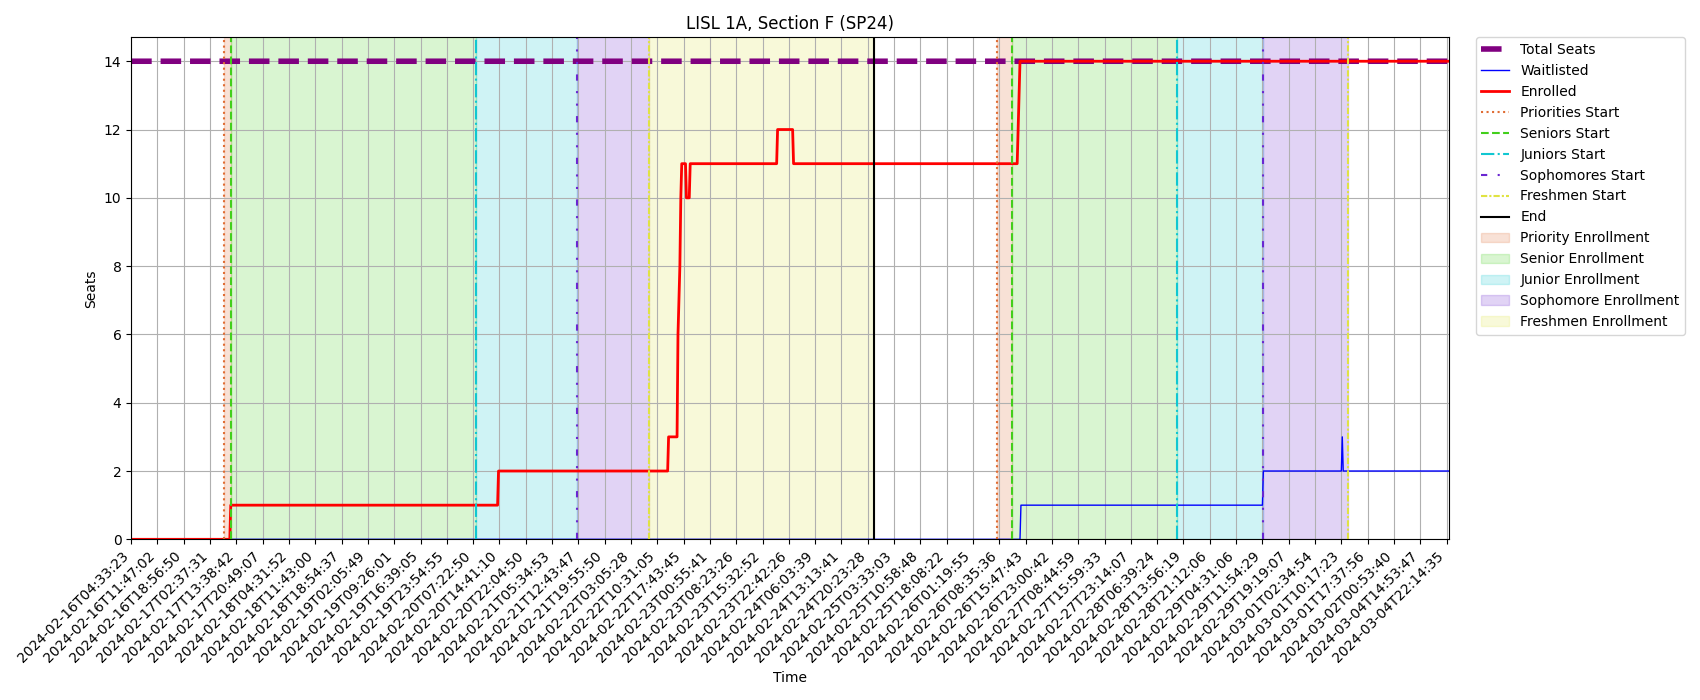 LISL 1A, Section F (SP24)
Seats
14
12
10
8
6
4
2
0
2024-02-16T04:33:23
2024-02-16T11:47:02
2024-02-16T18:56:50
2024-02-17T02:37:31
2024-02-17T13:38:42
2024-02-17T20:49:07
2024-02-18T04:31:52
2024-02-18T11:43:00
2024-02-18T18:54:37
2024-02-19T02:05:49
2024-02-19T09:26:01
2024-02-19T16:39:05
2024-02-19T23:54:55
2024-02-20T07:22:50
2024-02-20T14:41:10
2024-02-20T22:04:50
2024-02-21T05:34:53
2024-02-21T12:43:47
2024-02-21T19:55:50
2024-02-22T03:05:28
2024-02-22T10:31:05
2024-02-22T17:43:45
2024-02-23T00:55:41
2024-02-23T08:23:26
2024-02-23T15:32:52
2024-02-23T22:42:26
2024-02-24T06:03:39
2024-02-24T13:13:41
2024-02-24T20:23:28
2024-02-25T03:33:03
2024-02-25T10:58:48
2024-02-25T18:08:22
2024-02-26T01:19:55
2024-02-26T08:35:36
2024-02-26T15:47:43
2024-02-26T23:00:42
2024-02-27T08:44:59
2024-02-27T15:59:33
2024-02-27T23:14:07
2024-02-28T06:39:24
2024-02-28T13:56:19
2024-02-28T21:12:06
2024-02-29T04:31:06
2024-02-29T11:54:29
2024-02-29T19:19:07
2024-03-01T02:34:54
2024-03-01T10:17:23
2024-03-01T17:37:56
2024-03-02T00:53:40
2024-03-04T14:53:47
2024-03-04T22:14:35
Time
Total Seats
Waitlisted
Enrolled
Priorities Start
Seniors Start
Juniors Start
Sophomores Start
Freshmen Start
End
Priority Enrollment
Senior Enrollment
Junior Enrollment
Sophomore Enrollment
Freshmen Enrollment